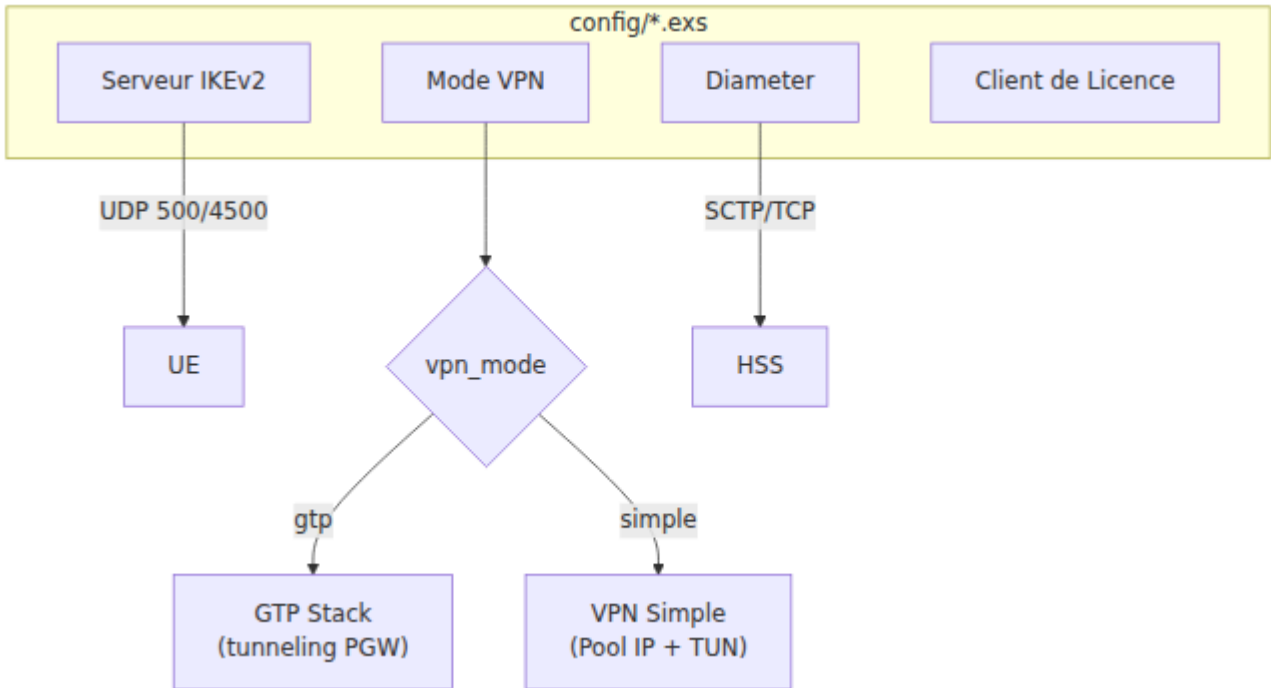 config/*.exs
Serveur IKEv2
Mode VPN
Diameter
Client de Licence
UDP 500/4500
SCTP/TCP
UE
vpn_mode
HSS
gtp
simple
GTP Stack
(tunneling PGW)
VPN Simple
(Pool IP + TUN)